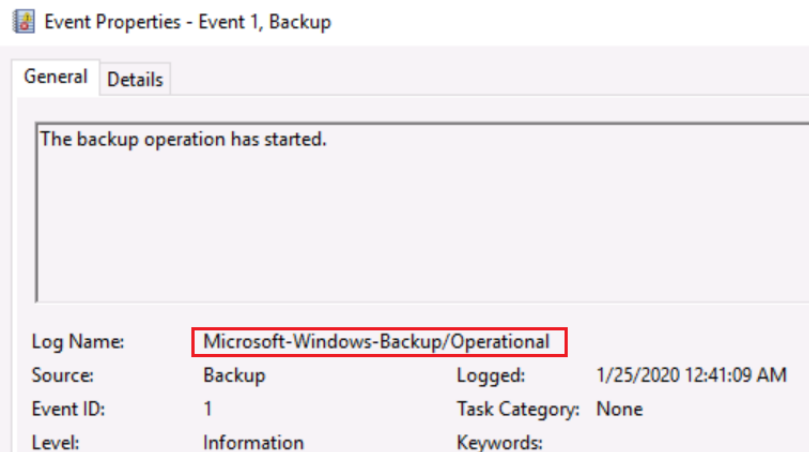 Event Properties - Event 1, Backup
General Details
The backup operation has started.
Log Name: Microsoft-Windows-Backup/Operational
Source: Backup Logged: 1/25/2020 12:41:09 AM
Event ID: 1 Task Category: None
Level: Information Keywords: